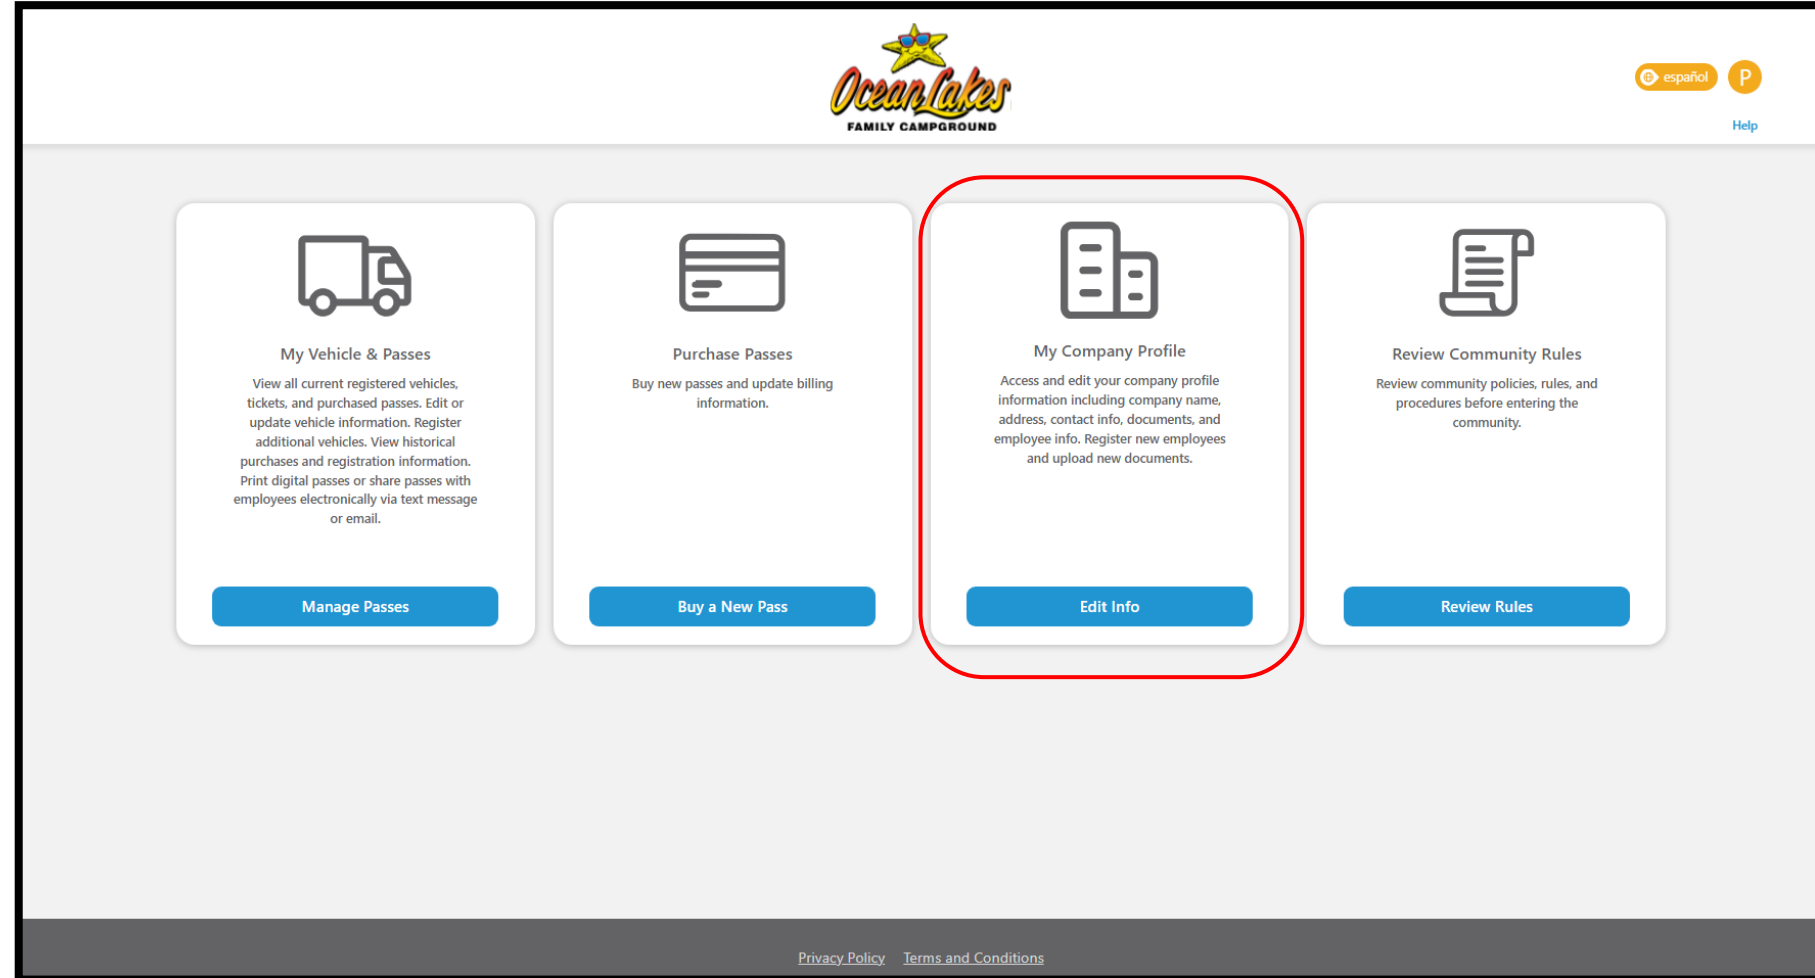 Ocean Lakes
FAMILY CAMPGROUND
español
P
Help
My Vehicle & Passes
View all current registered vehicles,
tickets, and purchased passes. Edit or
update vehicle information. Register
additional vehicles. View historical
purchases and registration information.
Print digital passes or share passes with
employees electronically via text message
or email.
Manage Passes
Purchase Passes
Buy new passes and update billing
information.
Buy a New Pass
My Company Profile
Access and edit your company profile
information including company name,
address, contact info, documents, and
employee info. Register new employees
and upload new documents.
Edit Info
Review Community Rules
Review community policies, rules, and
procedures before entering the
community.
Review Rules
Privacy Policy Terms and Conditions